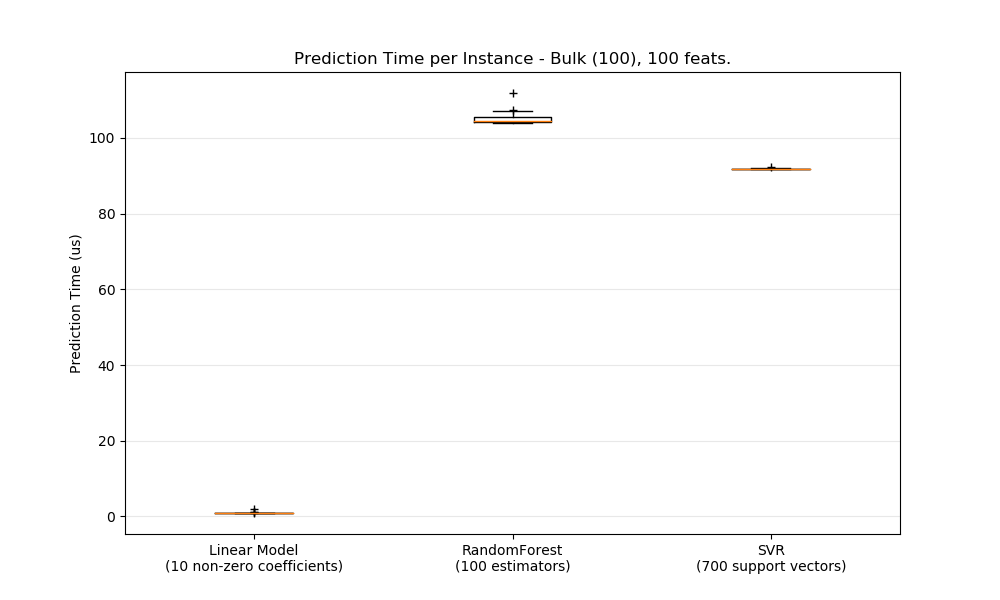 Prediction Time per Instance - Bulk (100), 100 feats.
Prediction Time (us)
100
80
60
40
20
0
Linear Model
(10 non-zero coefficients)
RandomForest
(100 estimators)
SVR
(700 support vectors)